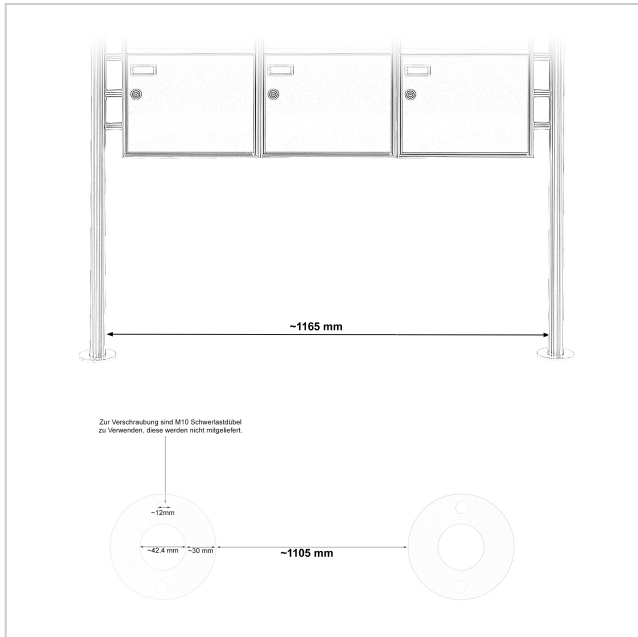 ~1165 mm
Zur Verschraubung sind M10 Schwerlastdübel
zu Verwenden, diese werden nicht mitgeliefert.
~12mm
~42,4 mm
~30 mm
~1105 mm